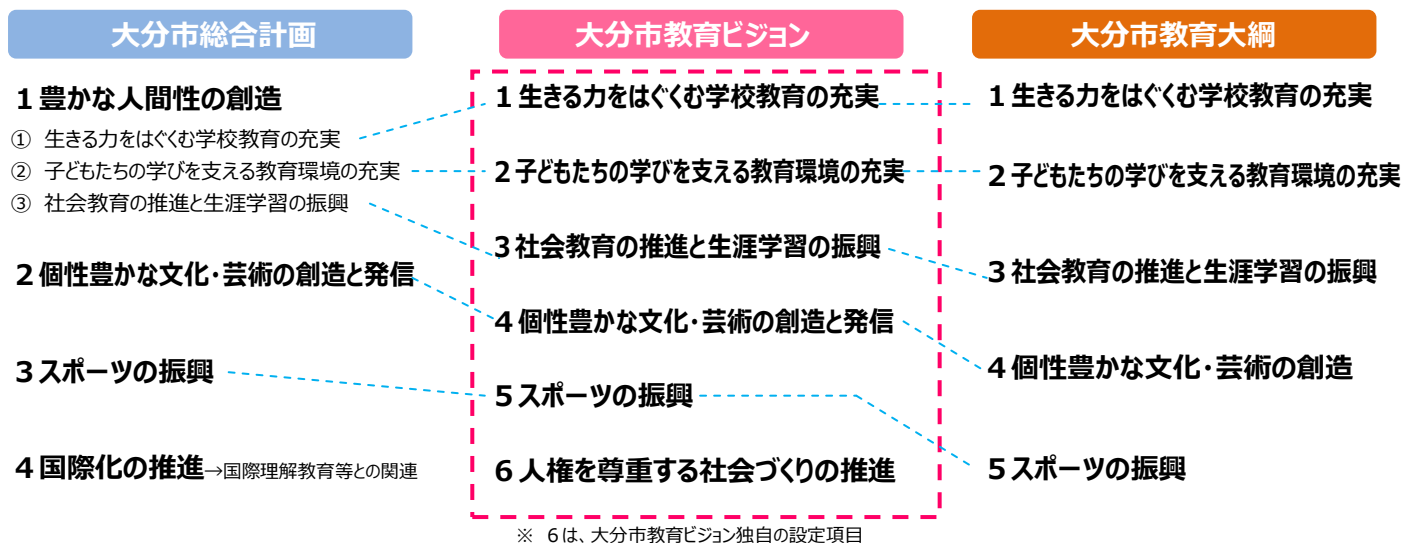 大分市総合計画
1 豊かな人間性の創造
① 生きる力をはぐくむ学校教育の充実
② 子どもたちの学びを支える教育環境の充実
③ 社会教育の推進と生涯学習の振興
2 個性豊かな文化・芸術の創造と発信
3 スポーツの振興
4 国際化の推進→国際理解教育等との関連
大分市教育ビジョン
1 生きる力をはぐくむ学校教育の充実
2 子どもたちの学びを支える教育環境の充実
3 社会教育の推進と生涯学習の振興
4 個性豊かな文化・芸術の創造と発信
5 スポーツの振興
6 人権を尊重する社会づくりの推進
※ 6は、大分市教育ビジョン独自の設定項目
大分市教育大綱
1 生きる力をはぐくむ学校教育の充実
2 子どもたちの学びを支える教育環境の充実
3 社会教育の推進と生涯学習の振興
4 個性豊かな文化・芸術の創造
5 スポーツの振興